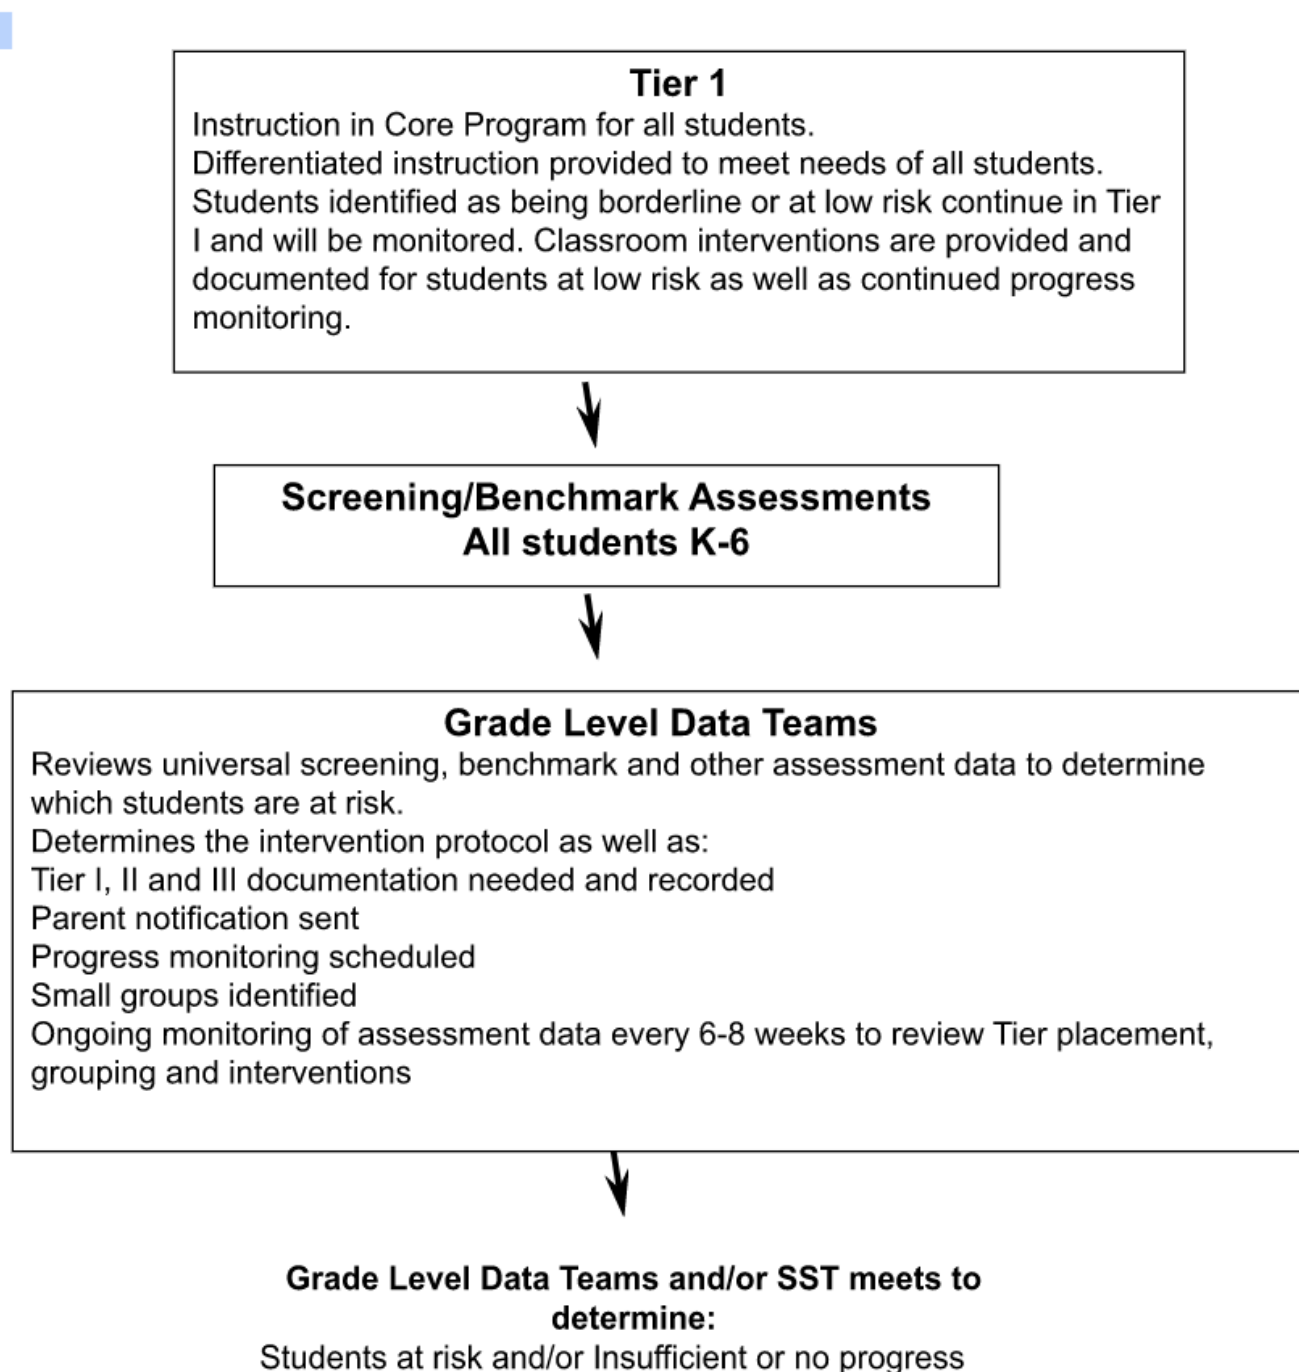 Tier 1
Instruction in Core Program for all students.
Differentiated instruction provided to meet needs of all students.
Students identified as being borderline or at low risk continue in Tier
I and will be monitored. Classroom interventions are provided and
documented for students at low risk as well as continued progress
monitoring.
Screening/Benchmark Assessments
All students K-6
Grade Level Data Teams
Reviews universal screening, benchmark and other assessment data to determine
which students are at risk.
Determines the intervention protocol as well as:
Tier I, II and III documentation needed and recorded
Parent notification sent
Progress monitoring scheduled
Small groups identified
Ongoing monitoring of assessment data every 6-8 weeks to review Tier placement,
grouping and interventions
Grade Level Data Teams and/or SST meets to
determine:
Students at risk and/or Insufficient or no progress